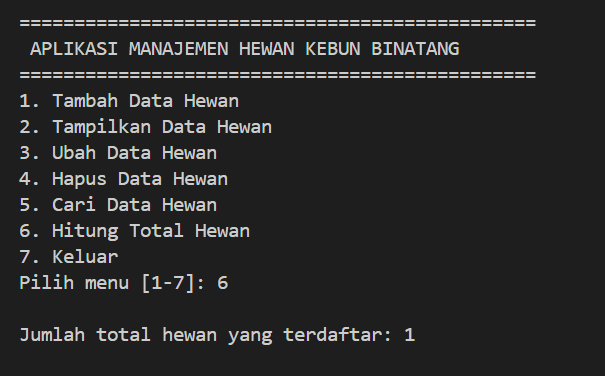 ===============================================
 APLIKASI MANAJEMEN HEWAN KEBUN BINATANG
===============================================
1. Tambah Data Hewan
2. Tampilkan Data Hewan
3. Ubah Data Hewan
4. Hapus Data Hewan
5. Cari Data Hewan
6. Hitung Total Hewan
7. Keluar
Pilih menu [1-7]: 6

Jumlah total hewan yang terdaftar: 1